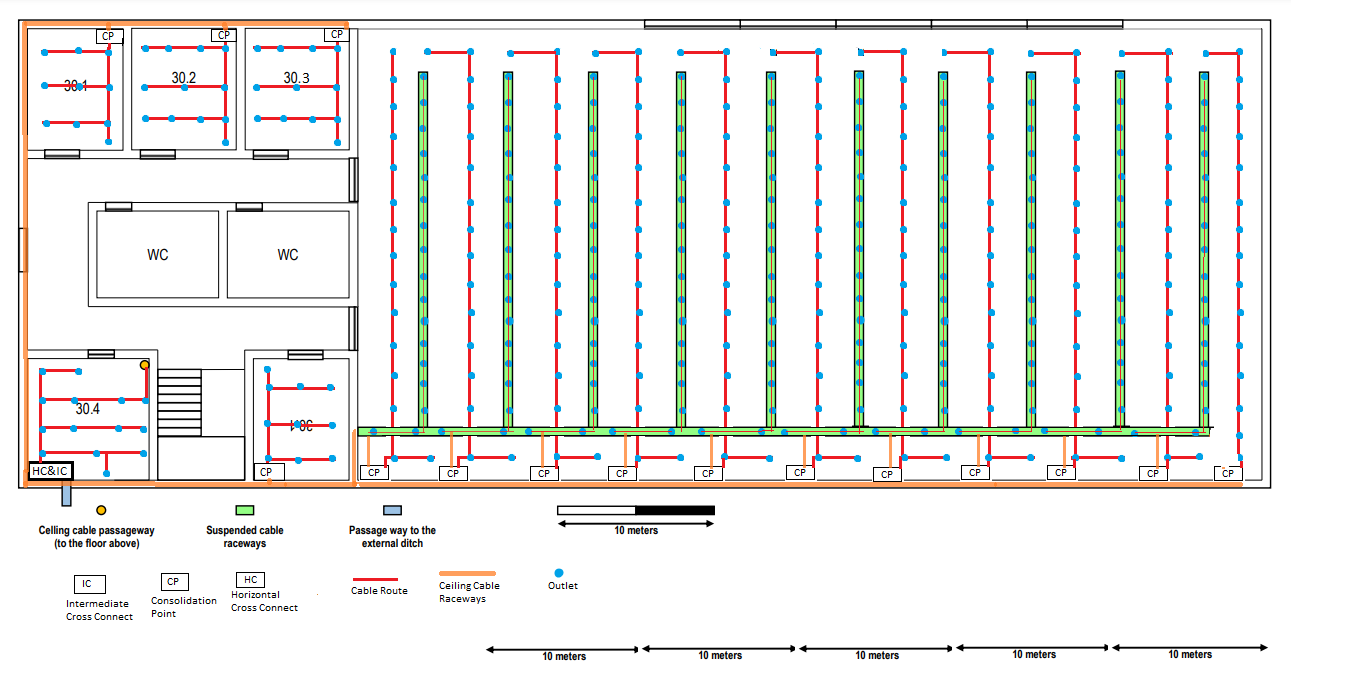 CP
CP
CP
30.1
30.2
30.3
WC
WC
30.4
HC&IC
CP
CP
CP
CP
CP
CP
CP
CP
CP
CP
CP
CP
Celling cable passageway
(to the floor above)
Suspended cable
raceways
Passage way to the
external ditch
10 meters
IC
Intermediate
Cross Connect
CP
Consolidation
Point
HC
Horizontal
Cross Connect
Cable Route
Ceiling Cable
Raceways
Outlet
10 meters
10 meters
10 meters
10 meters
10 meters